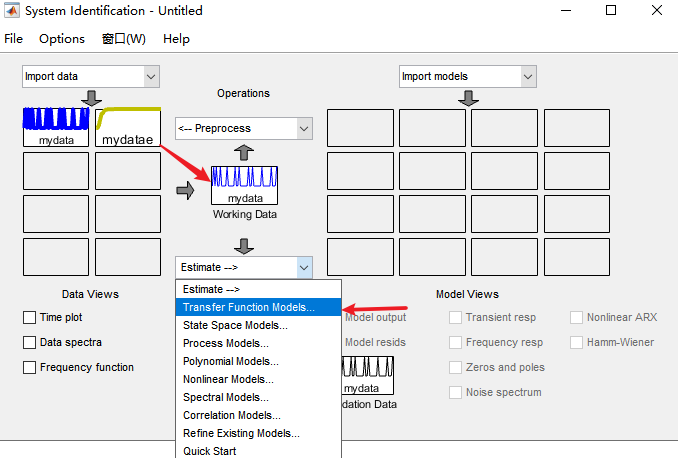 System Identification - Untitled
File Options 窗口(W) Help
Import data
Import models
Operations
mydata
mydatae
<-- Preprocess
mydata
Working Data
Estimate -->
Estimate -->
Transfer Function Models...
State Space Models...
Process Models...
Polynomial Models...
Nonlinear Models...
Spectral Models...
Correlation Models...
Refine Existing Models...
Quick Start
Data Views
Time plot
Data spectra
Frequency function
Model Views
Model output
Transient resp
Nonlinear ARX
Model resids
Frequency resp
Hamm-Wiener
Zeros and poles
Noise spectrum
mydata
dation Data